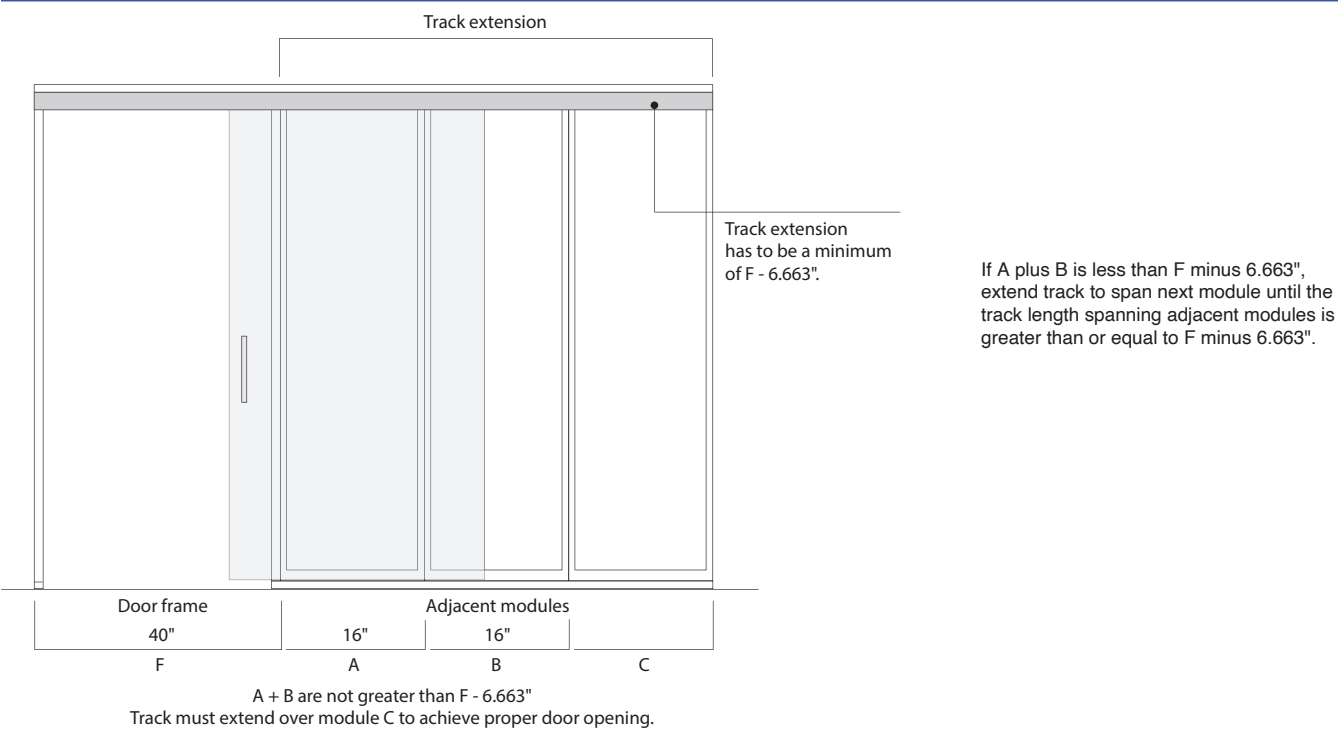 Track extension
Track extension
has to be a minimum
of F - 6.663".
If A plus B is less than F minus 6.663",
extend track to span next module until the
track length spanning adjacent modules is
greater than or equal to F minus 6.663".
Door frame
Adjacent modules
40"
16"
16"
F
A
B
C
A + B are not greater than F - 6.663"
Track must extend over module C to achieve proper door opening.